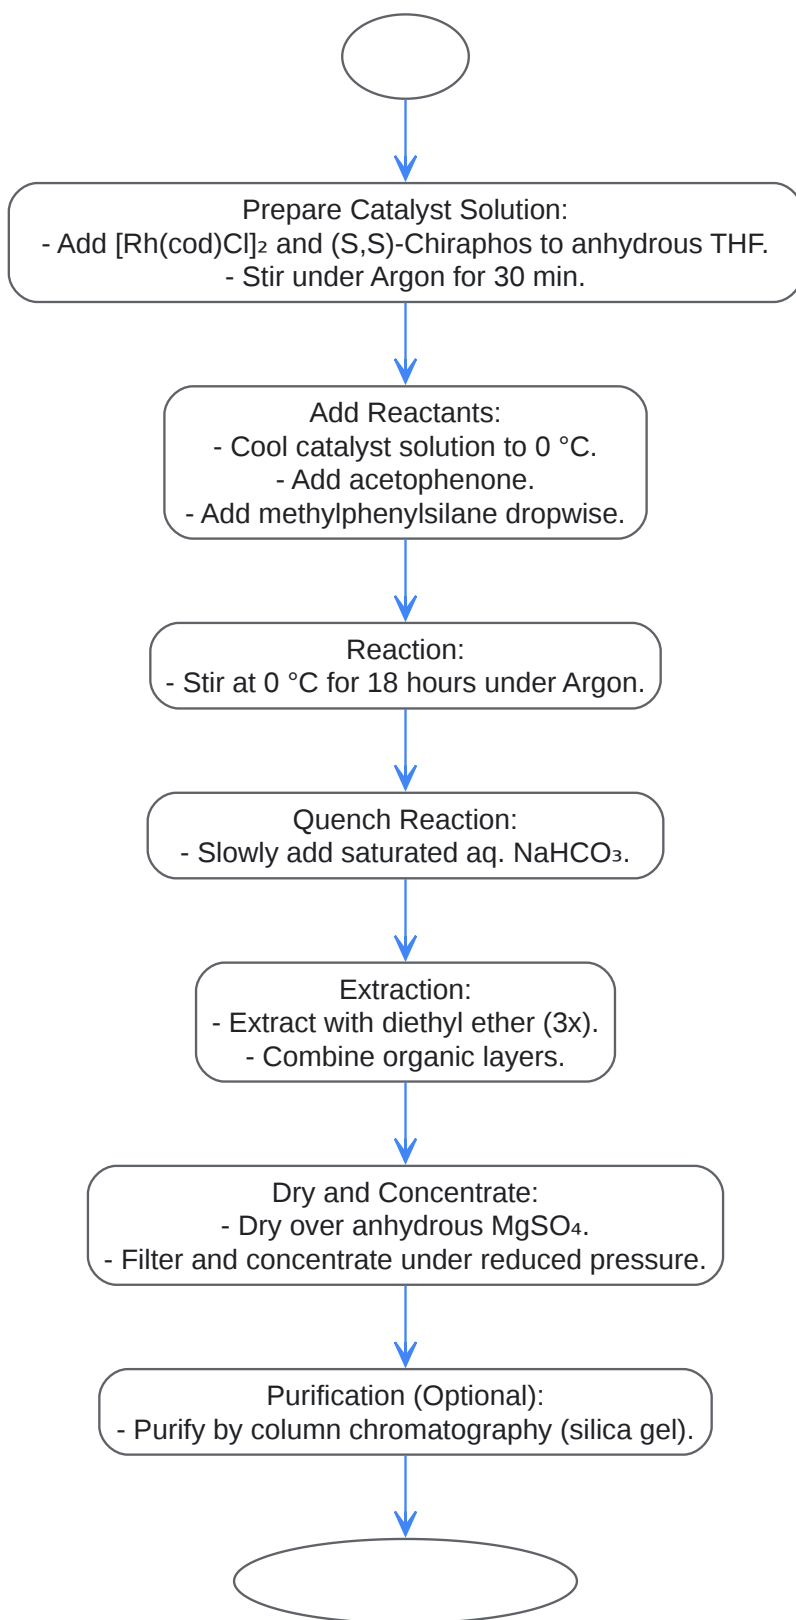 Prepare Catalyst Solution:
- Add [Rh(cod)Cl]₂ and (S,S)-Chiraphos to anhydrous THF.
- Stir under Argon for 30 min.
Add Reactants:
- Cool catalyst solution to 0 °C.
- Add acetophenone.
- Add methylphenylsilane dropwise.
Reaction:
- Stir at 0 °C for 18 hours under Argon.
Quench Reaction:
- Slowly add saturated aq. NaHCO₃.
Extraction:
- Extract with diethyl ether (3x).
- Combine organic layers.
Dry and Concentrate:
- Dry over anhydrous MgSO₄.
- Filter and concentrate under reduced pressure.
Purification (Optional):
- Purify by column chromatography (silica gel).